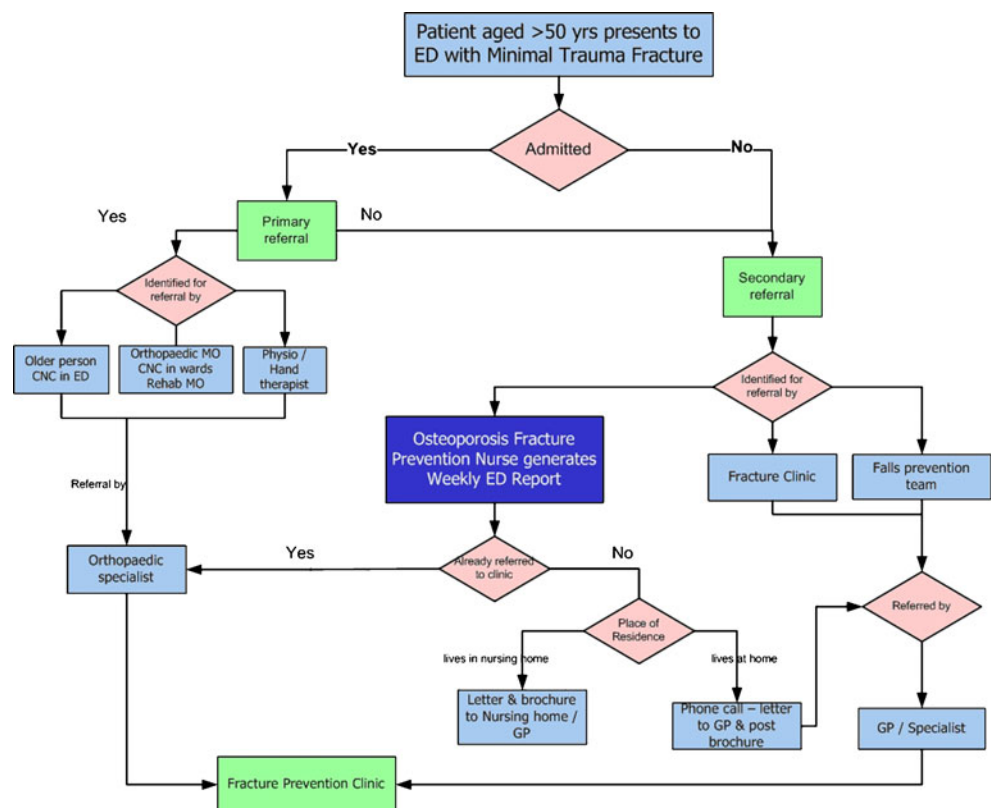 Patient aged >50 yrs presents to
ED with Minimal Trauma Fracture
Admitted
Yes
No
Yes
Primary
referral
No
Secondary
referral
Identified for
referral by
Older person
CNC in ED
Orthopaedic MO
CNC in wards
Rehab MO
Physio /
Hand
therapist
Identified for
referral by
Osteoporosis Fracture
Prevention Nurse generates
Weekly ED Report
Fracture Clinic
Falls prevention
team
Referral by
Orthopaedic
specialist
Yes
Already referred
to clinic
No
Place of
Residence
Referred by
lives in nursing home
lives at home
Letter & brochure
to Nursing home /
GP
Phone call – letter
to GP & post
brochure
GP / Specialist
Fracture Prevention Clinic